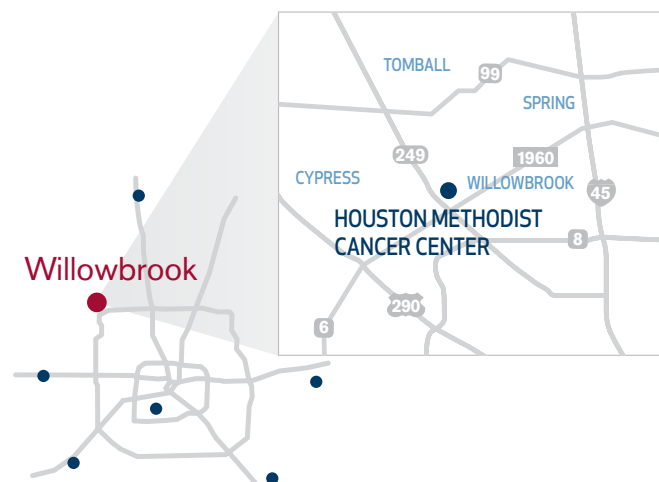 TOMBALL
99
SPRING
249
1960
CYPRESS
WILLOWBROOK
45
HOUSTON METHODIST
CANCER CENTER
8
Willowbrook
290
6